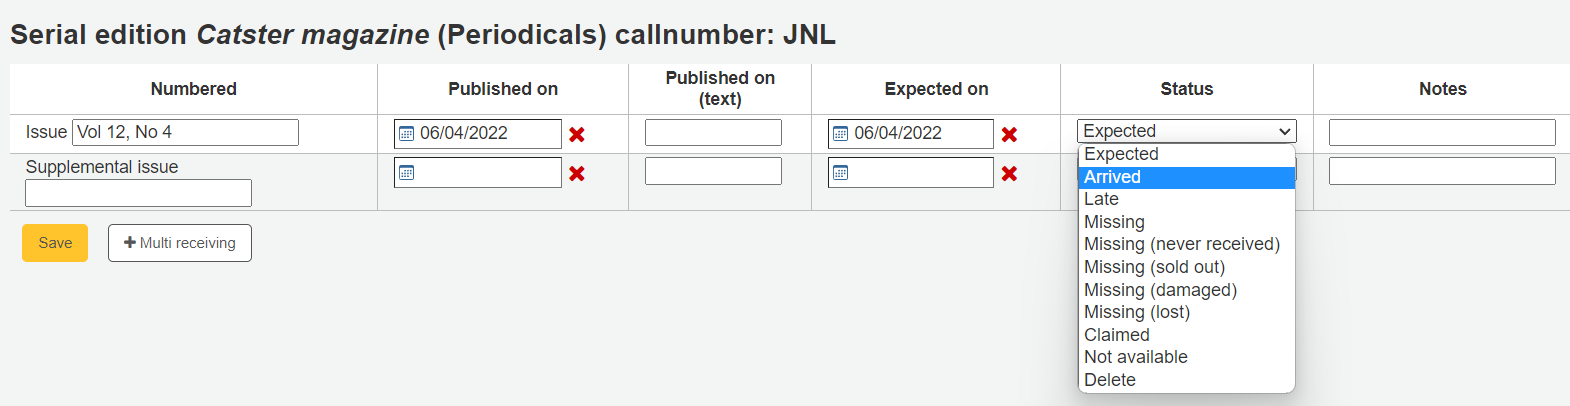 Serial edition Catster magazine (Periodicals) callnumber: JNL
Numbered Published on Published on (text) Expected on Status Notes
Issue Vol 12, No 4 06/04/2022 06/04/2022 Expected
Supplemental issue
Expected
Arrived
Late
Missing
Missing (never received)
Missing (sold out)
Missing (damaged)
Missing (lost)
Claimed
Not available
Delete
Save + Multi receiving